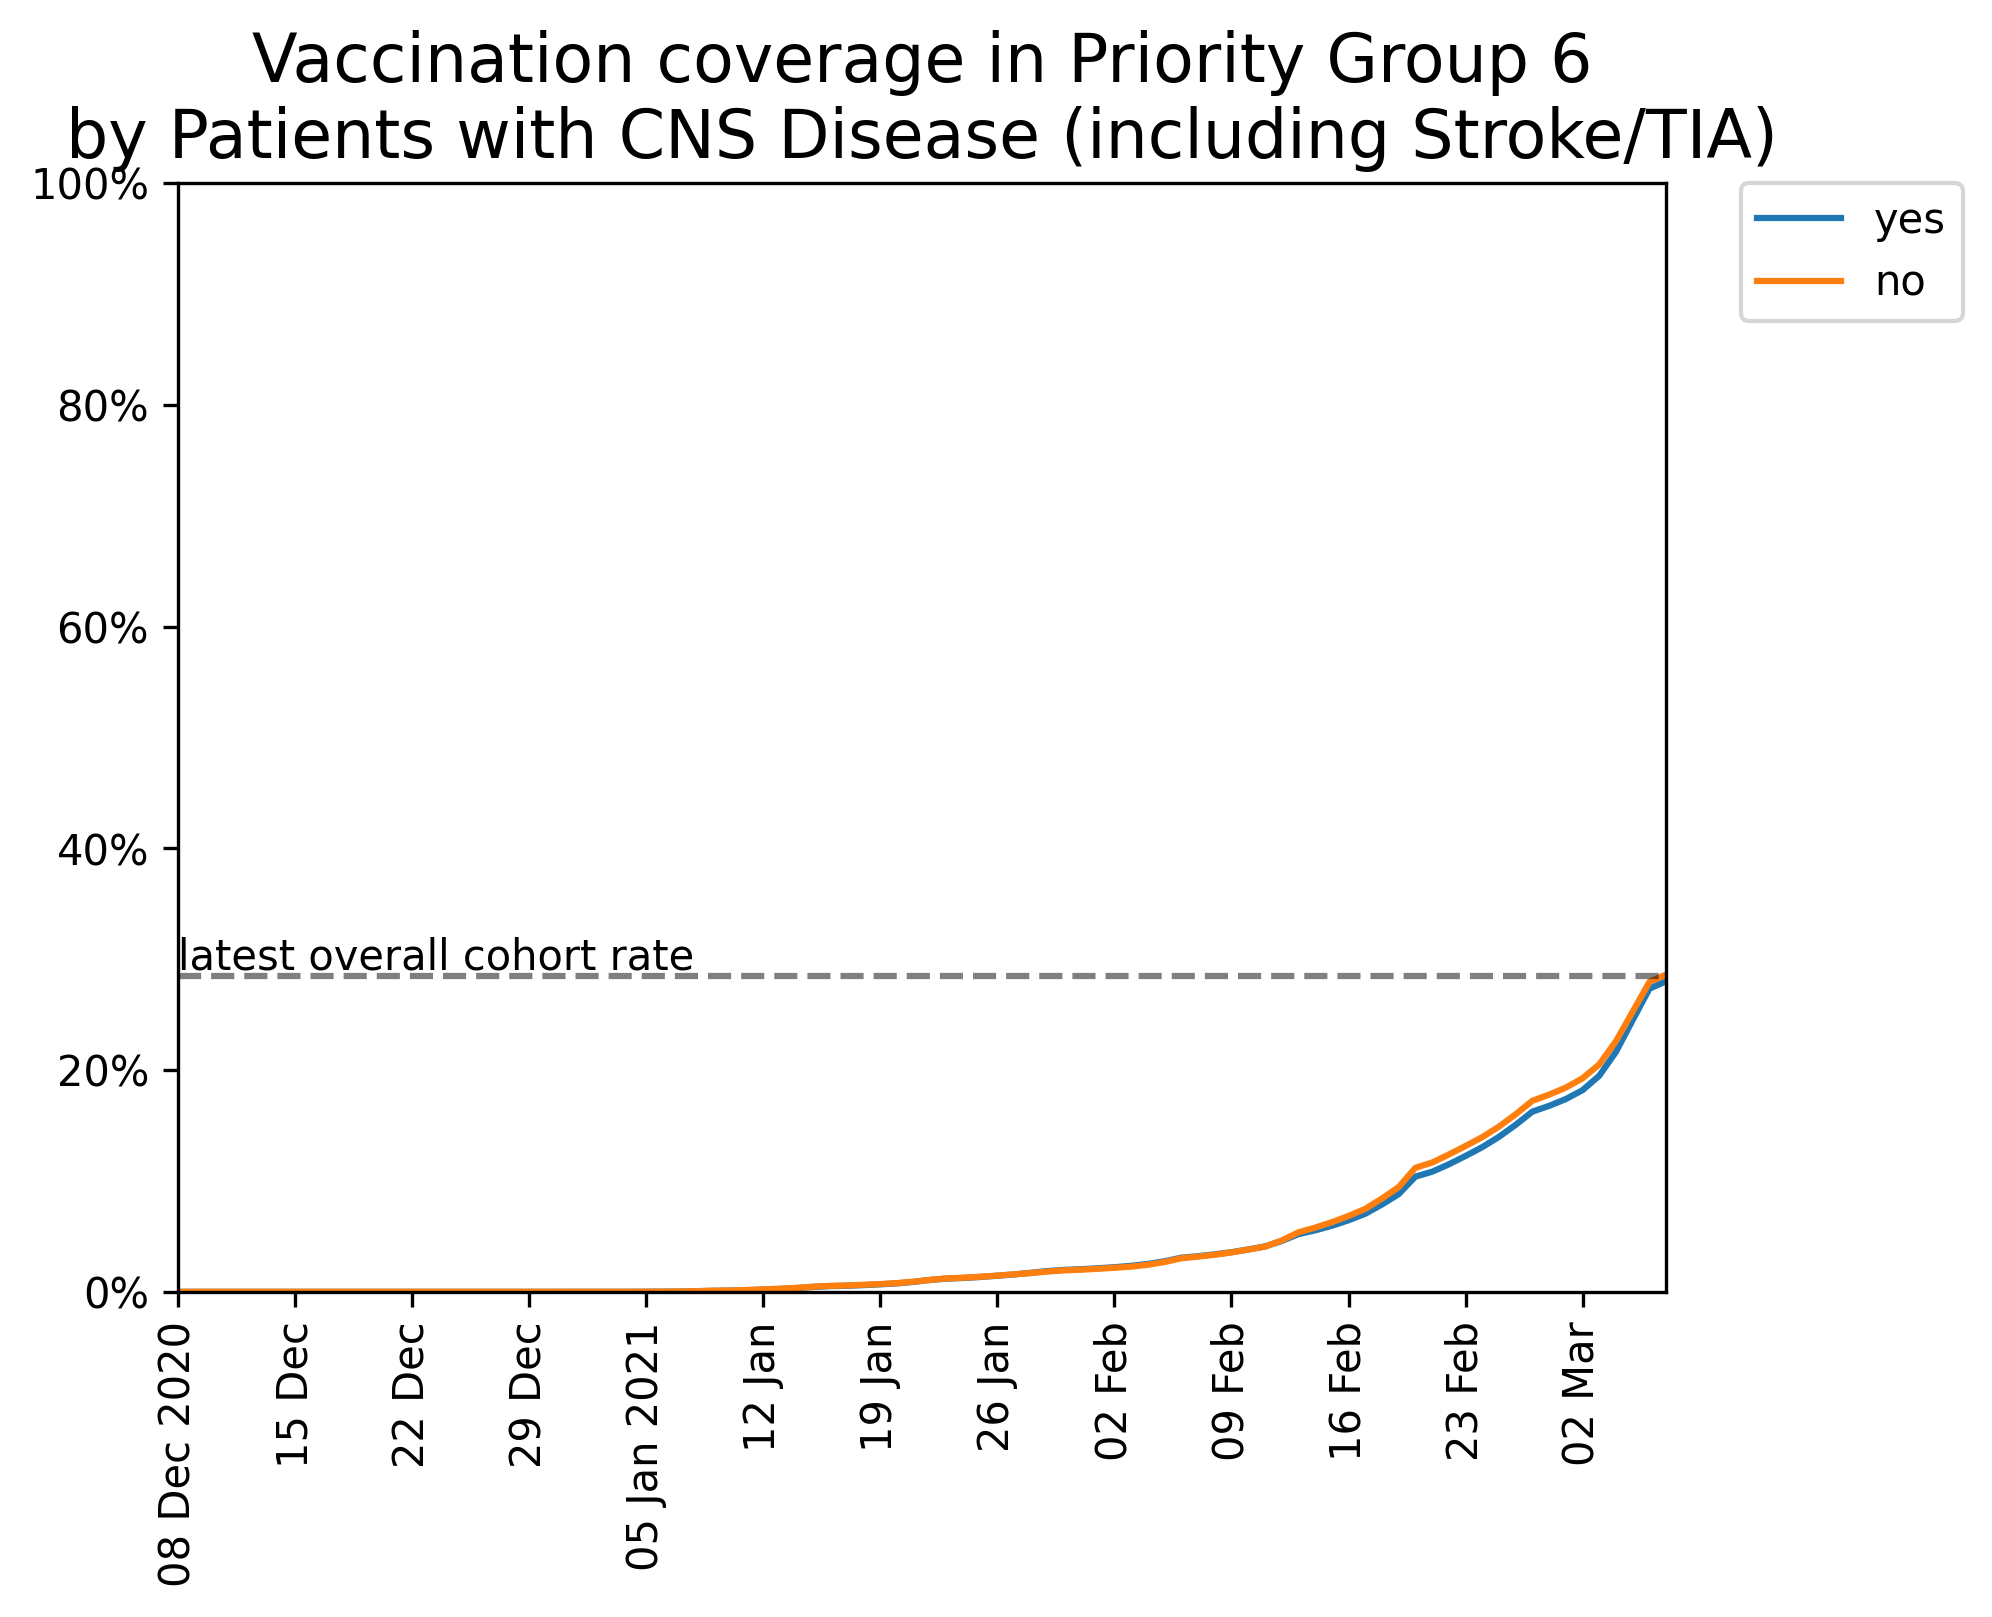 Vaccination coverage in Priority Group 6
by Patients with CNS Disease (including Stroke/TIA)
100%
80%
60%
40%
20%
0%
latest overall cohort rate
yes
no
08 Dec 2020
15 Dec
22 Dec
29 Dec
05 Jan 2021
12 Jan
19 Jan
26 Jan
02 Feb
09 Feb
16 Feb
23 Feb
02 Mar